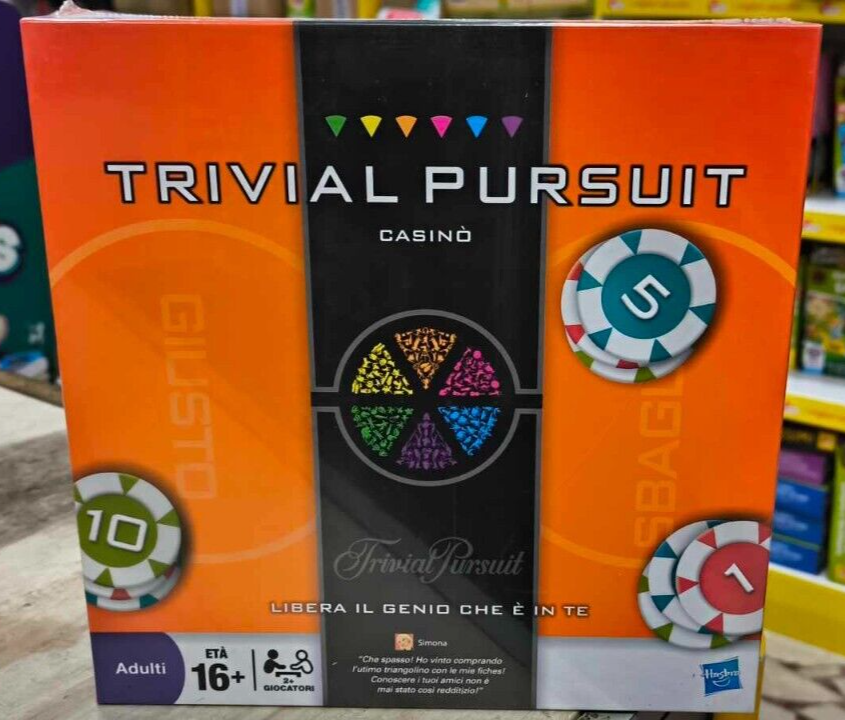 TRIVIAL PURSUIT
CASINÒ
5
GIUSTO
SBAGL
10
1
Trivial Pursuit
LIBERA IL GENIO CHE È IN TE
Simona
"Che spasso! Ho vinto comprando
l'utimo triangolino con le mie fiches!
Conoscere i tuoi amici non è
mai stato così redditizio!"
Adulti
ETÀ
16+
2+
GIOCATORI
Hasbro
S